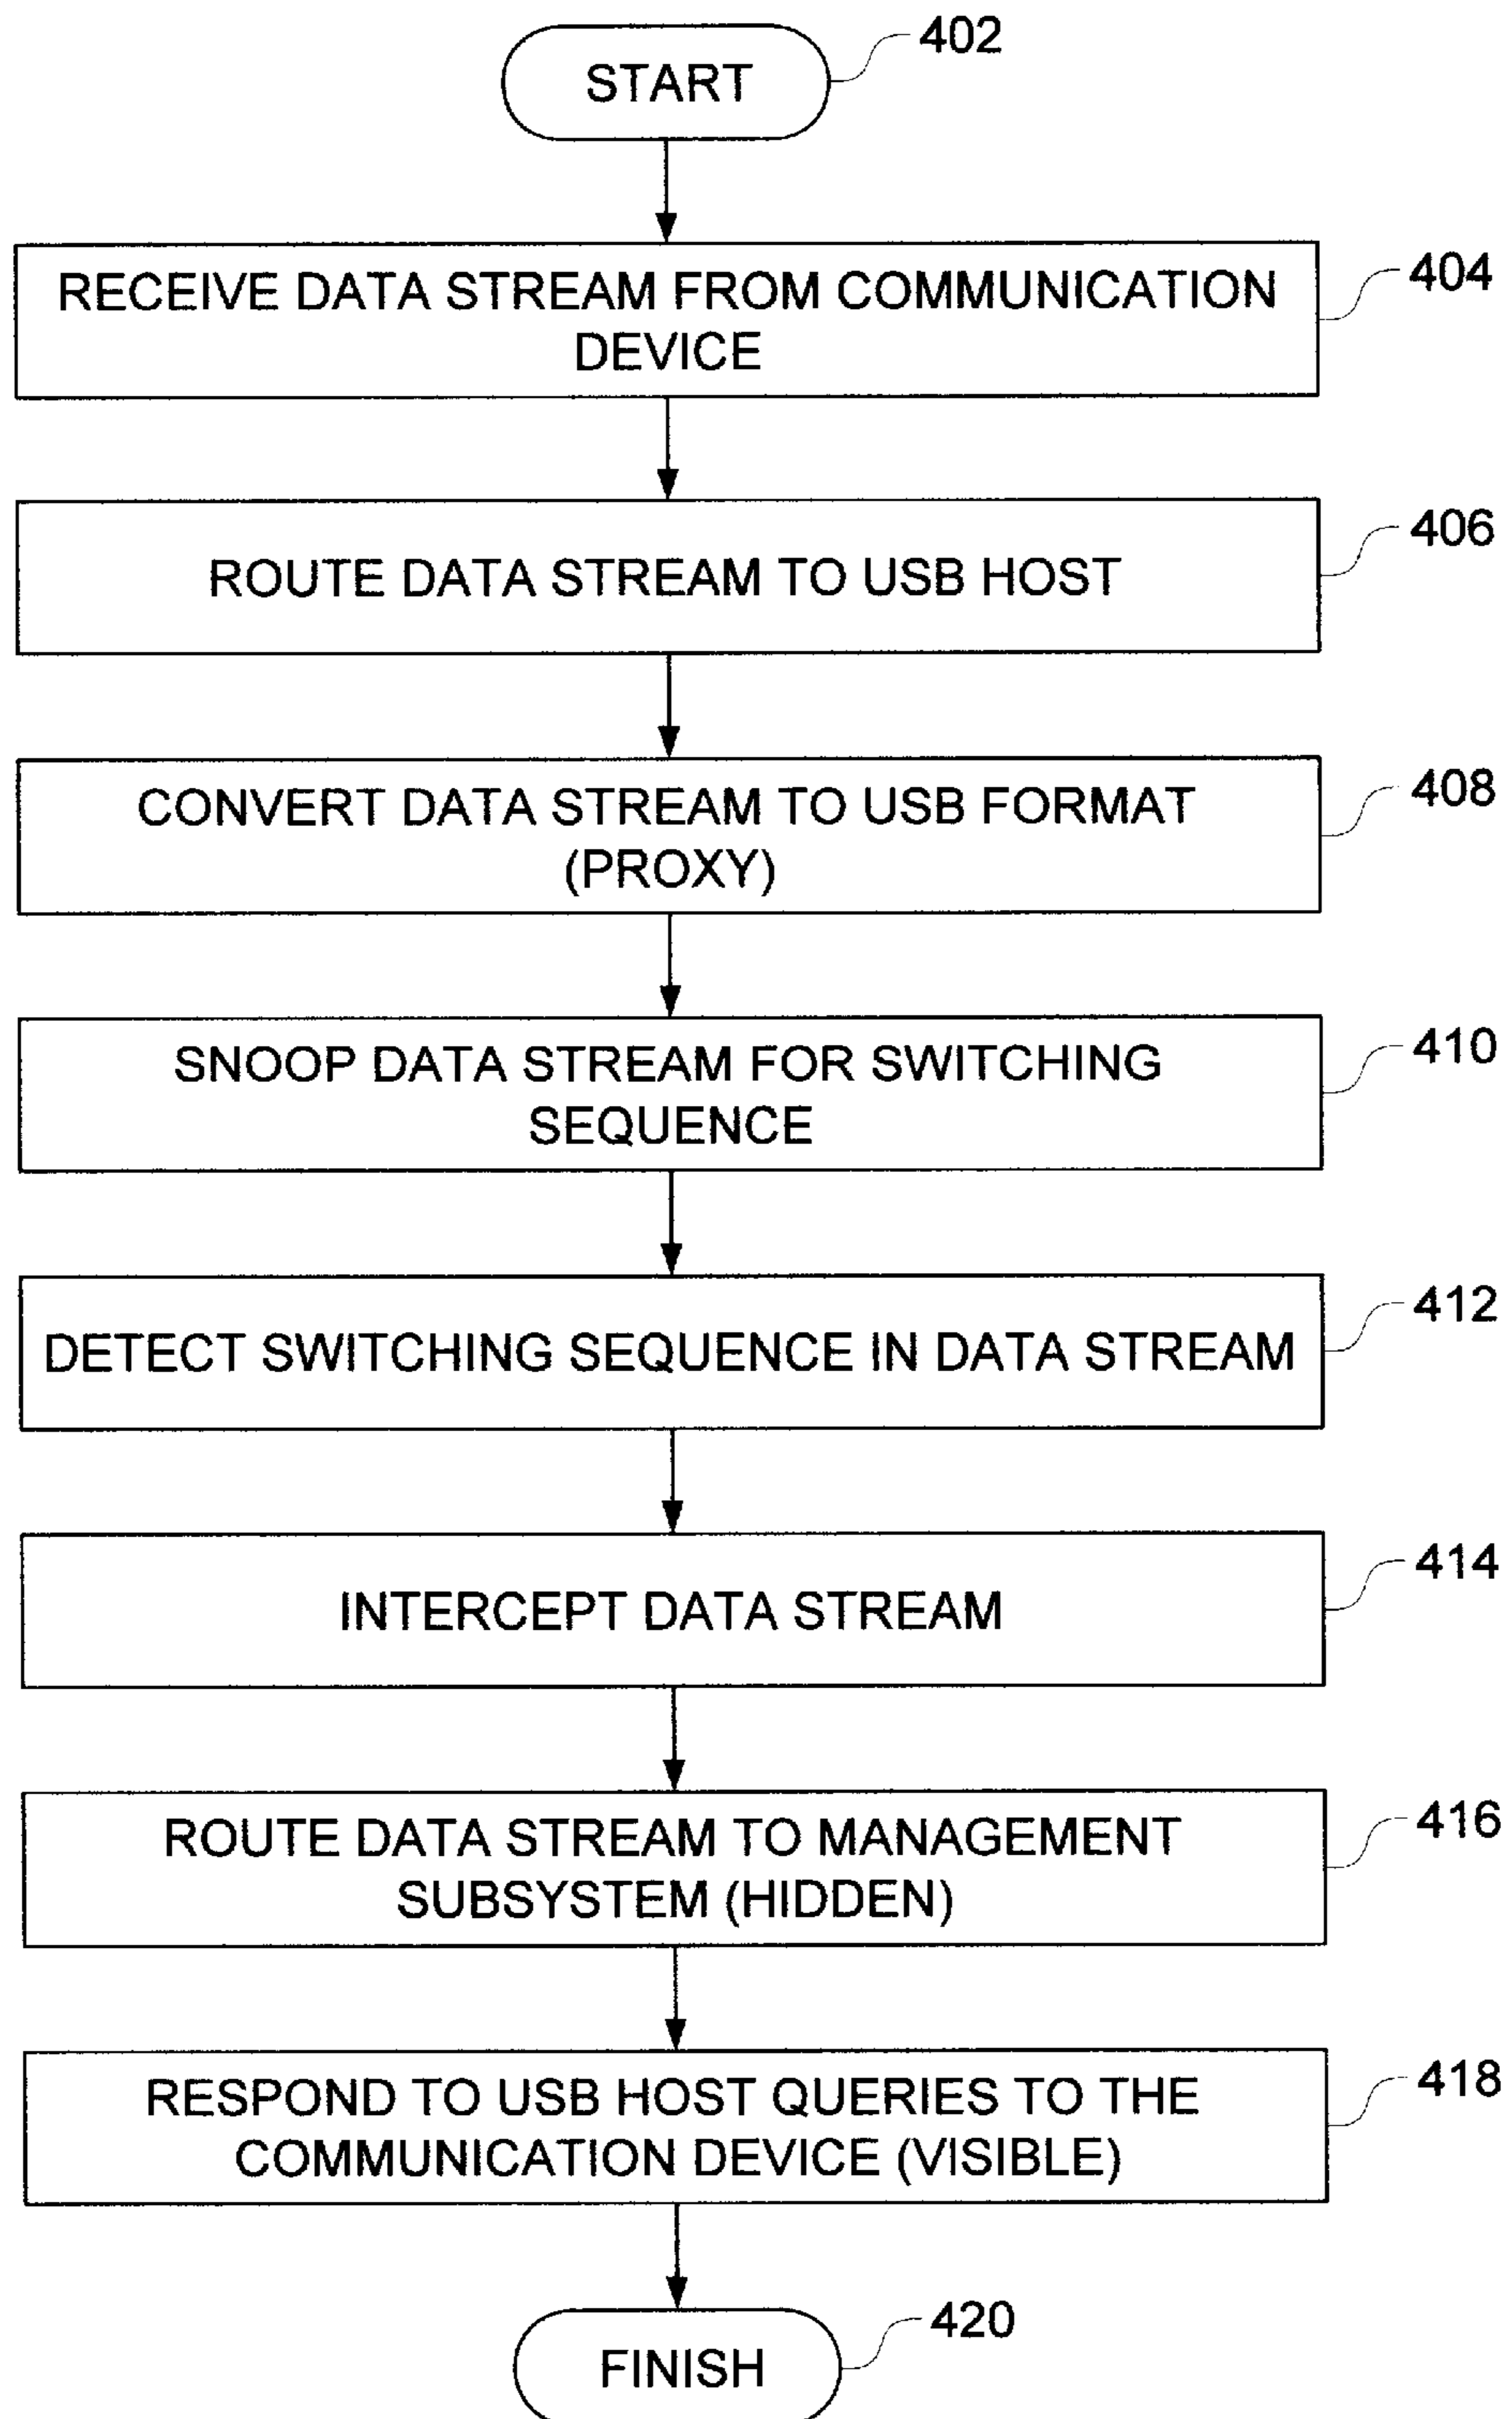 START
402
RECEIVE DATA STREAM FROM COMMUNICATION
DEVICE
404
ROUTE DATA STREAM TO USB HOST
406
CONVERT DATA STREAM TO USB FORMAT
(PROXY)
408
SNOOP DATA STREAM FOR SWITCHING
SEQUENCE
410
DETECT SWITCHING SEQUENCE IN DATA STREAM
412
INTERCEPT DATA STREAM
414
ROUTE DATA STREAM TO MANAGEMENT
SUBSYSTEM (HIDDEN)
416
RESPOND TO USB HOST QUERIES TO THE
COMMUNICATION DEVICE (VISIBLE)
418
FINISH
420